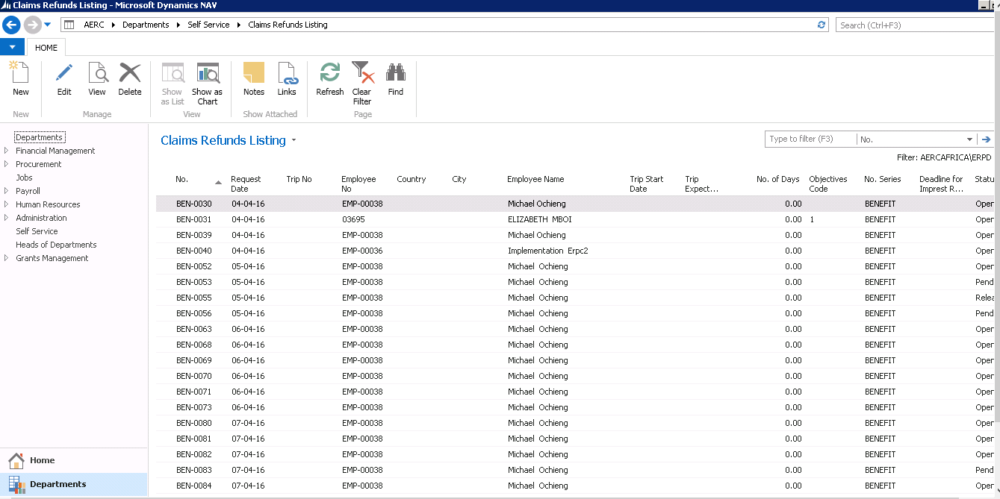 Claims Refunds Listing - Microsoft Dynamics NAV
AERC Departments Self Service Claims Refunds Listing
Search (Ctrl+F3)
HOME
New Edit View Delete Show as List Show as Chart Notes Links Refresh Clear Filter Find
New Manage View Show Attached Page
Departments
Financial Management
Procurement
Jobs
Payroll
Human Resources
Administration
Self Service
Heads of Departments
Grants Management
Home
Departments
Claims Refunds Listing
Type to filter (F3) No.
Filter: AERCAFRICA\ERPD
No. Request Date Trip No Employee No Country City Employee Name Trip Start Date Trip Expect... No. of Days Objectives Code No. Series Deadline for Imprest R... Statu
BEN-0030 04-04-16 EMP-00038 Michael Ochieng 0.00 BENEFIT Oper
BEN-0031 04-04-16 03695 ELIZABETH MBOI 0.00 1 BENEFIT Oper
BEN-0039 04-04-16 EMP-00038 Michael Ochieng 0.00 BENEFIT Oper
BEN-0040 04-04-16 EMP-00036 Implementation Erpc2 0.00 BENEFIT Oper
BEN-0052 05-04-16 EMP-00038 Michael Ochieng 0.00 BENEFIT Oper
BEN-0053 05-04-16 EMP-00038 Michael Ochieng 0.00 BENEFIT Pend
BEN-0055 05-04-16 EMP-00038 Michael Ochieng 0.00 BENEFIT Relea
BEN-0056 05-04-16 EMP-00038 Michael Ochieng 0.00 BENEFIT Pend
BEN-0063 06-04-16 EMP-00038 Michael Ochieng 0.00 BENEFIT Oper
BEN-0068 06-04-16 EMP-00038 Michael Ochieng 0.00 BENEFIT Oper
BEN-0069 06-04-16 EMP-00038 Michael Ochieng 0.00 BENEFIT Oper
BEN-0070 06-04-16 EMP-00038 Michael Ochieng 0.00 BENEFIT Oper
BEN-0071 06-04-16 EMP-00038 Michael Ochieng 0.00 BENEFIT Oper
BEN-0073 06-04-16 EMP-00038 Michael Ochieng 0.00 BENEFIT Oper
BEN-0080 07-04-16 EMP-00038 Michael Ochieng 0.00 BENEFIT Oper
BEN-0081 07-04-16 EMP-00038 Michael Ochieng 0.00 BENEFIT Oper
BEN-0082 07-04-16 EMP-00038 Michael Ochieng 0.00 BENEFIT Oper
BEN-0083 07-04-16 EMP-00038 Michael Ochieng 0.00 BENEFIT Pend
BEN-0084 07-04-16 EMP-00038 Michael Ochieng 0.00 BENEFIT Oper